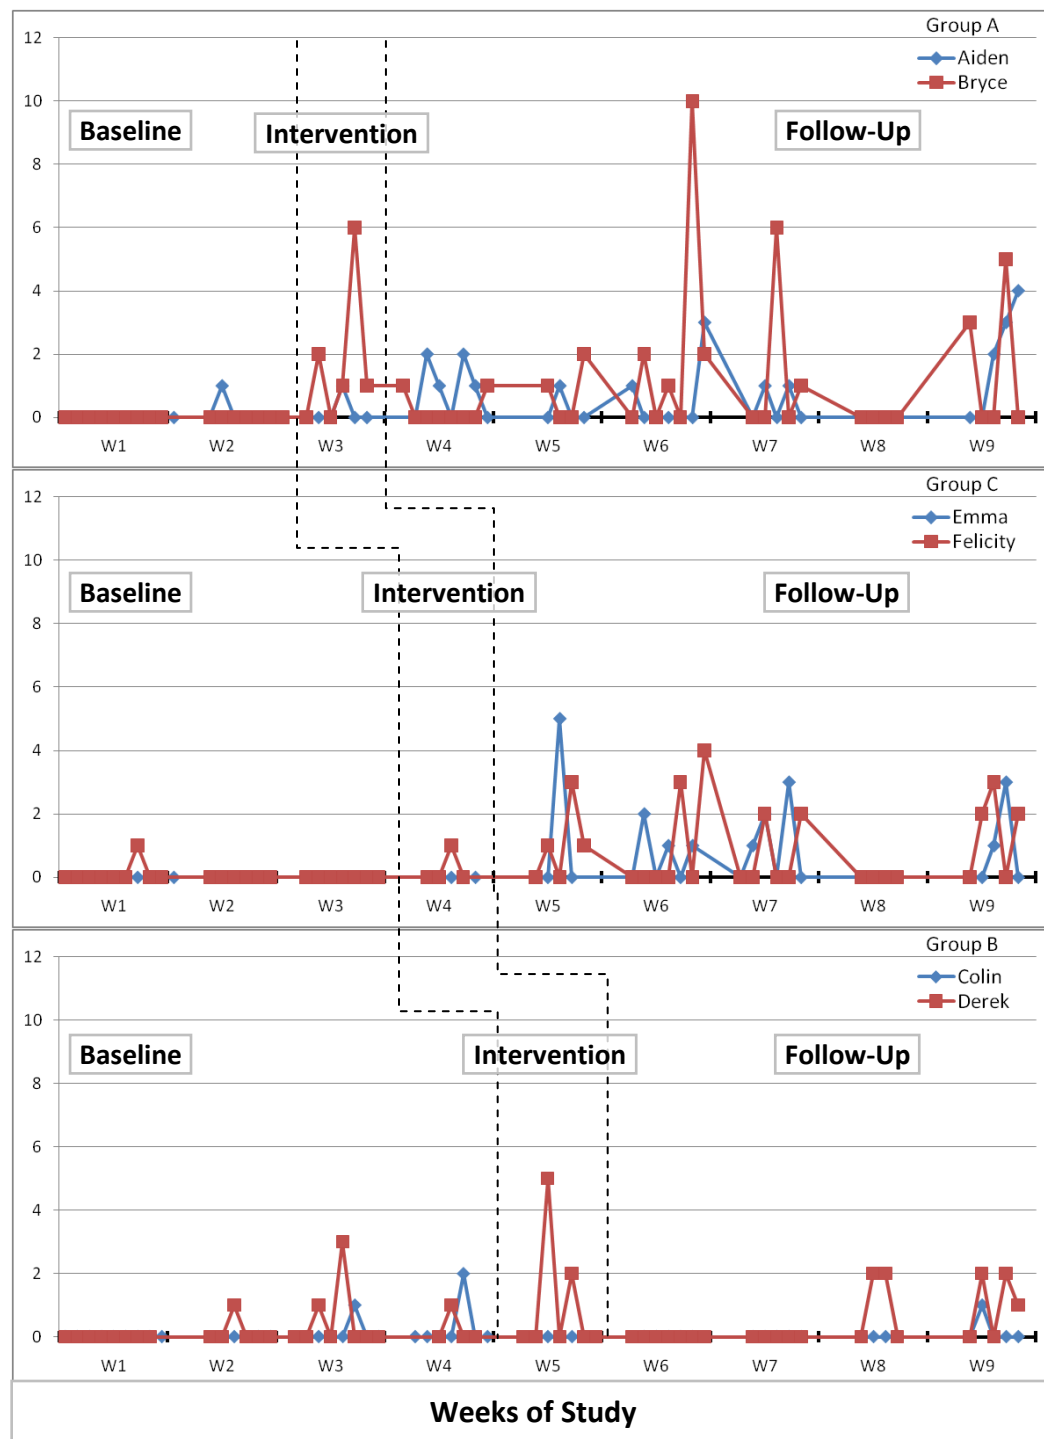 Group A
Aiden
Bryce
12
10
8
6
4
2
0
Baseline
Intervention
Follow-Up
W1 W2 W3 W4 W5 W6 W7 W8 W9
Group C
Emma
Felicity
12
10
8
6
4
2
0
Baseline
Intervention
Follow-Up
W1 W2 W3 W4 W5 W6 W7 W8 W9
Group B
Colin
Derek
12
10
8
6
4
2
0
Baseline
Intervention
Follow-Up
W1 W2 W3 W4 W5 W6 W7 W8 W9
Weeks of Study